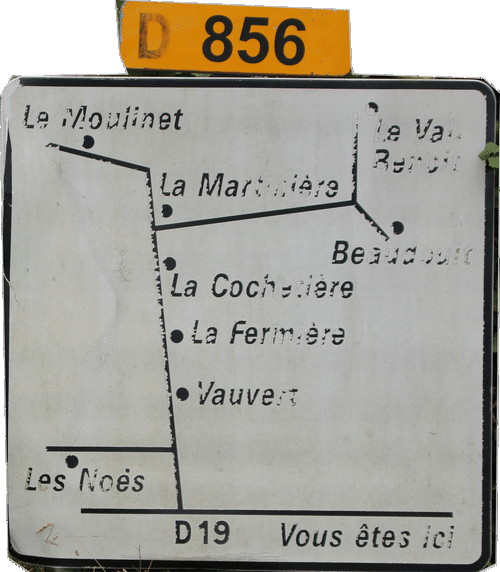 D 856
Le Moulinet
Le Val
Benoit
La Martinière
Beaudouit
La Cochetière
La Fermière
Vauvert
Les Noës
D19 Vous êtes ici